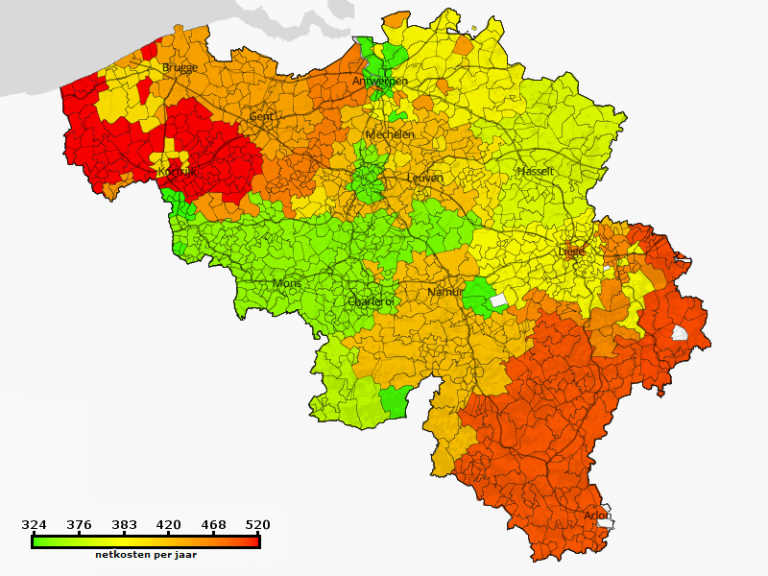 Brugge
Antwerpen
Gent
Mechelen
Kortrijk
Leuven
Hasselt
Liège
Mons
Namur
Charleroi
Arlon
324 376 383 420 468 520
netkosten per jaar